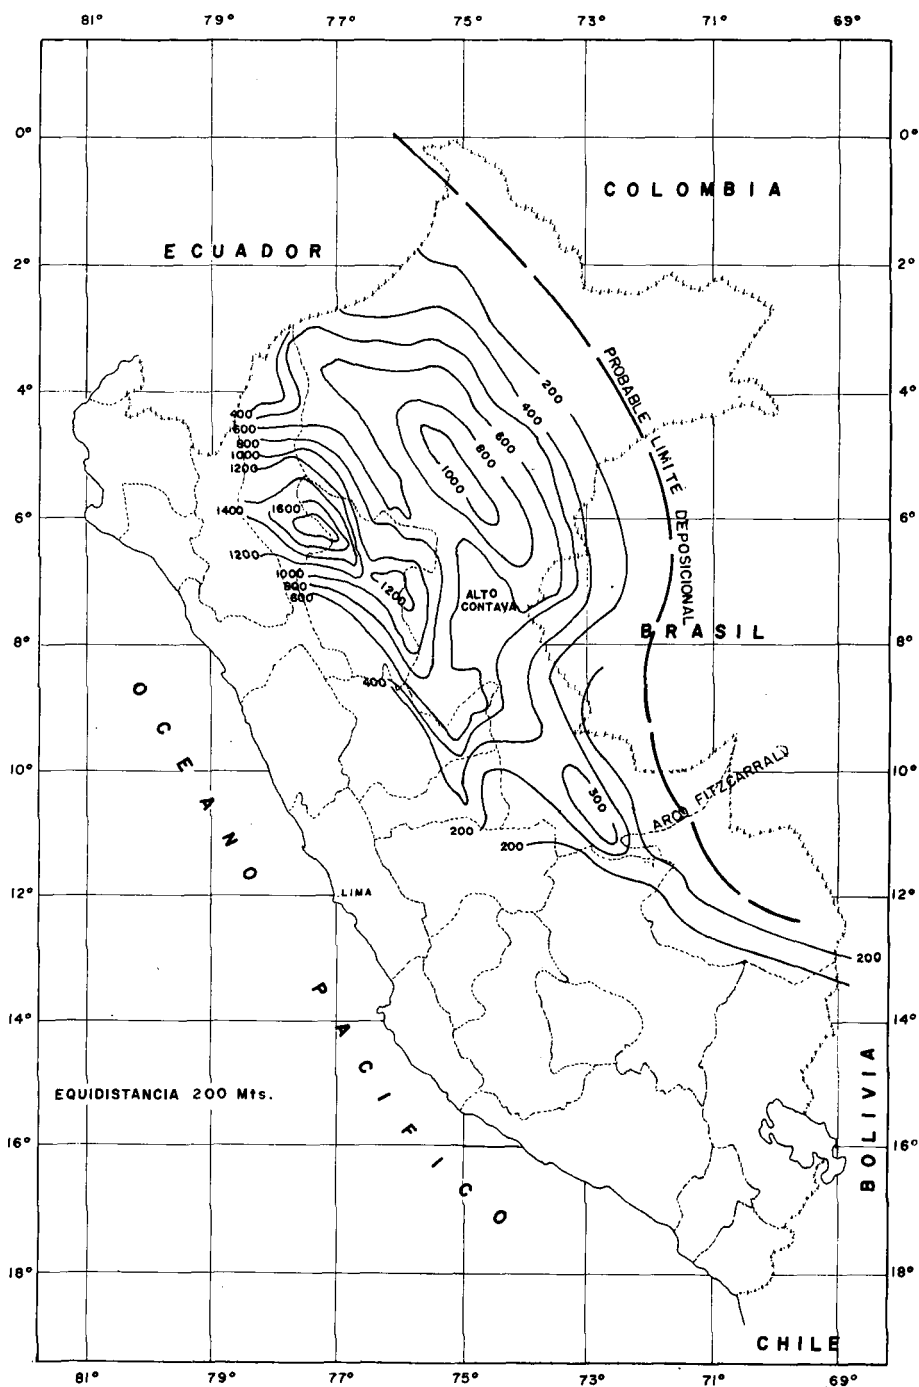 81° 79° 77° 75° 73° 71° 69°
0° 0°
COLOMBIA
ECUADOR
2° 2°
PROBABLE LIMITE DEPOSICIONAL
200
4° 4°
400
400
600
600
800
800
1000
1000
1200
1400
1600
6° 6°
1200
1000
800
600
1200
ALTO
CONTAYA
BRASIL
8° 8°
400
OCEANO PACIFICO
10° 10°
300
ARCO FITZCARRALD
200
200
12° 12°
LIMA
200
14° 14°
EQUIDISTANCIA 200 Mts.
BOLIVIA
16° 16°
18° 18°
CHILE
81° 79° 77° 75° 73° 71° 69°